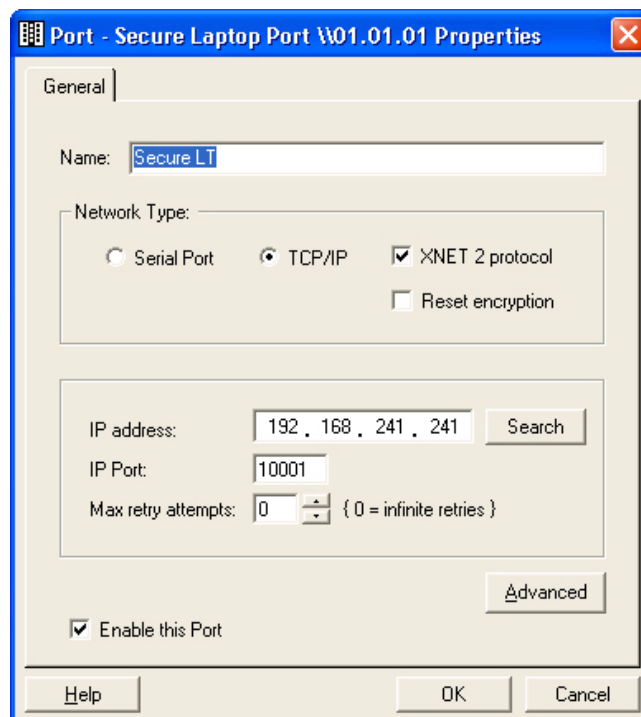 Port - Secure Laptop Port \\01.01.01 Properties
General
Name: Secure LT
Network Type:
Serial Port TCP/IP XNET 2 protocol
Reset encryption
IP address: 192 . 168 . 241 . 241 Search
IP Port: 10001
Max retry attempts: 0 { 0 = infinite retries }
Advanced
Enable this Port
Help OK Cancel